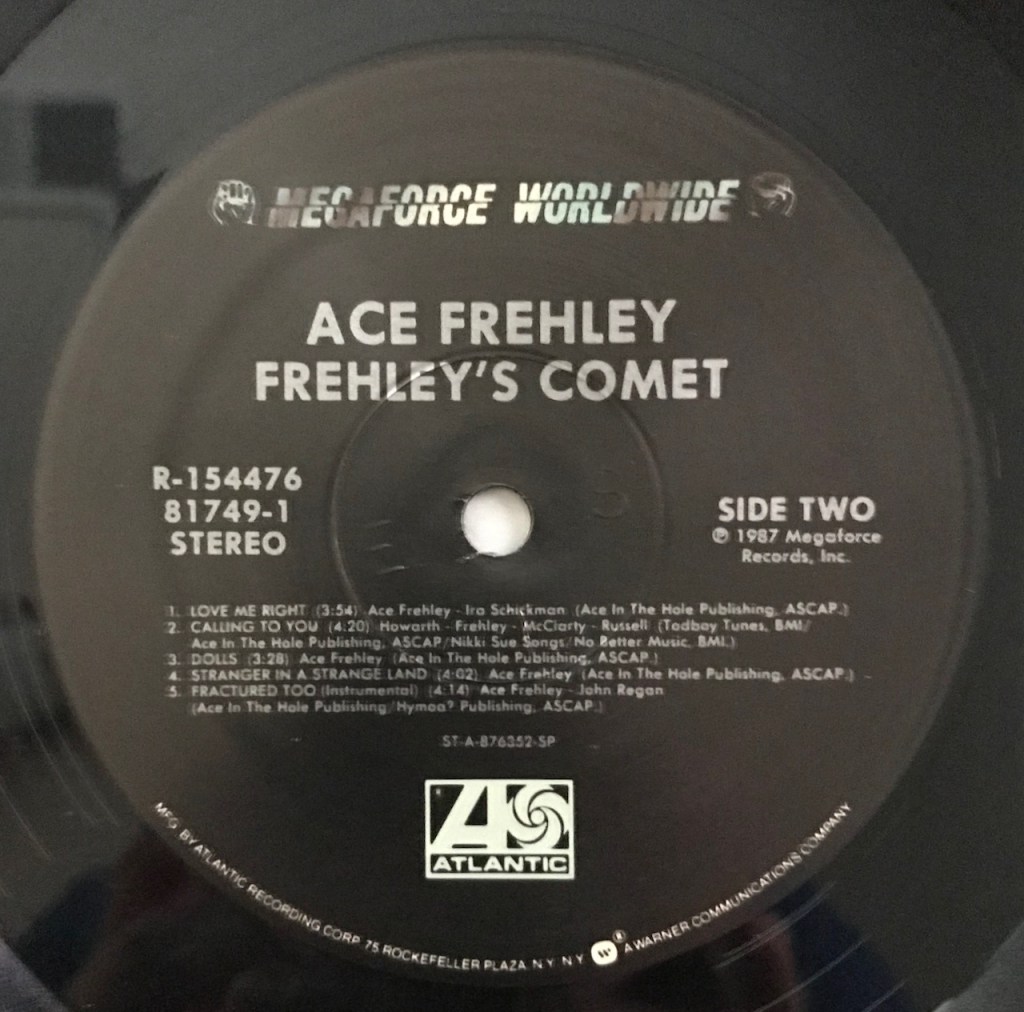 MEGAFORCE WORLDWIDE
ACE FREHLEY
FREHLEY'S COMET
R-154476
81749-1
STEREO
SIDE TWO
℗ 1987 Megaforce
Records, Inc.
1. LOVE ME RIGHT (3:54) Ace Frehley - Ira Schickman (Ace In The Hole Publishing, ASCAP.)
2. CALLING TO YOU (4:20) Howarth - Frehley - McClarty - Russell (Todbay Tunes, BMI/
Ace In The Hole Publishing, ASCAP/Nikki Sue Songs/No Better Music, BMI.)
3. DOLLS (3:28) Ace Frehley (Ace In The Hole Publishing, ASCAP.)
4. STRANGER IN A STRANGE LAND (4:02) Ace Frehley (Ace In The Hole Publishing, ASCAP.)
5. FRACTURED TOO (Instrumental) (4:14) Ace Frehley - John Regan
(Ace In The Hole Publishing/Hymoa? Publishing, ASCAP.)
ST-A-876352-SP
ATLANTIC
MFG. BY ATLANTIC RECORDING CORP. 75 ROCKEFELLER PLAZA. N.Y. N.Y. W ® A WARNER COMMUNICATIONS COMPANY